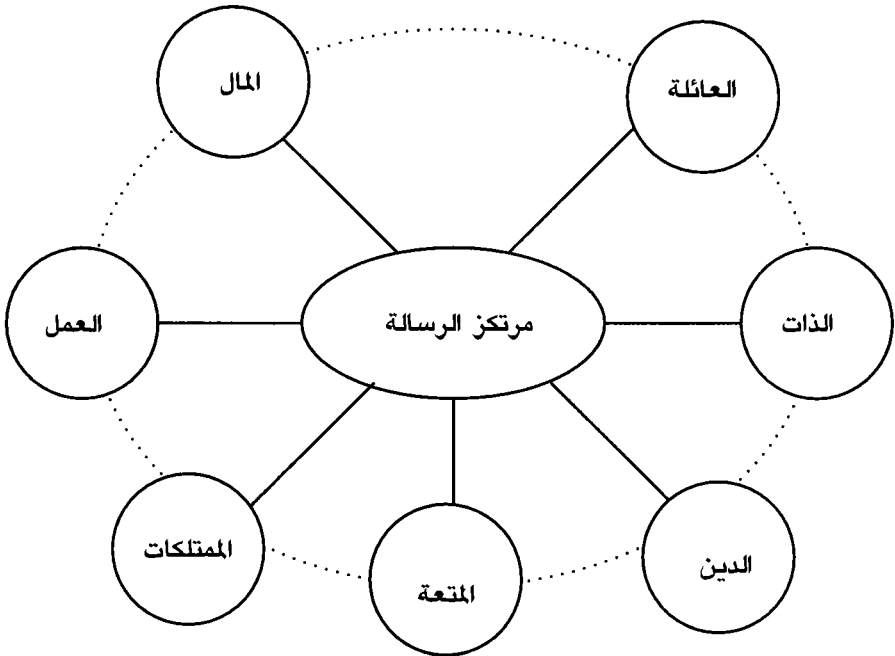 العائلة
المال
الذات
مرتكز الرسالة
العمل
الدين
المتعة
الممتلكات